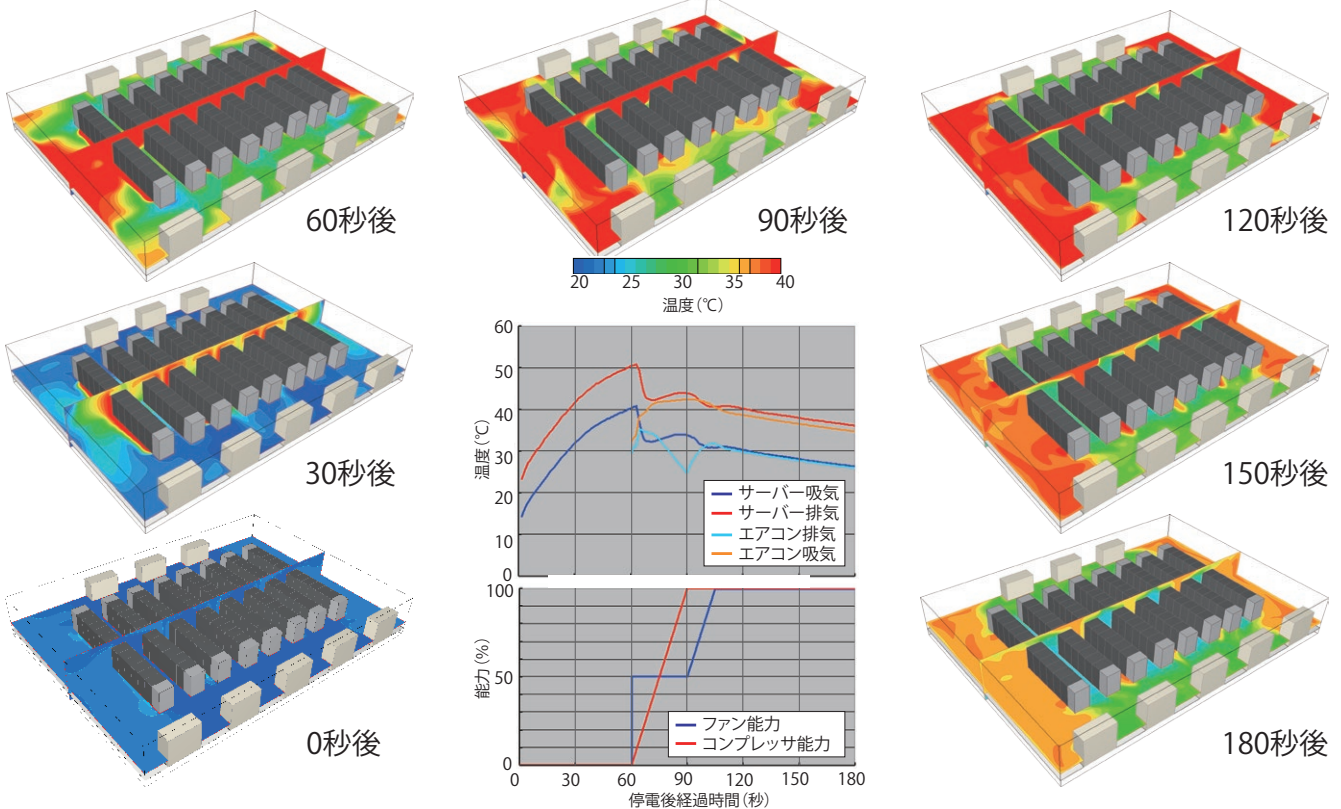 60秒後
90秒後
120秒後
20 25 30 35 40
温度(℃)
30秒後
150秒後
0秒後
180秒後
60
50
40
30
20
10
0
温度(℃)
サーバー吸気
サーバー排気
エアコン排気
エアコン吸気
100
50
0
能力(%)
ファン能力
コンプレッサ能力
0 30 60 90 120 150 180
停電後経過時間(秒)